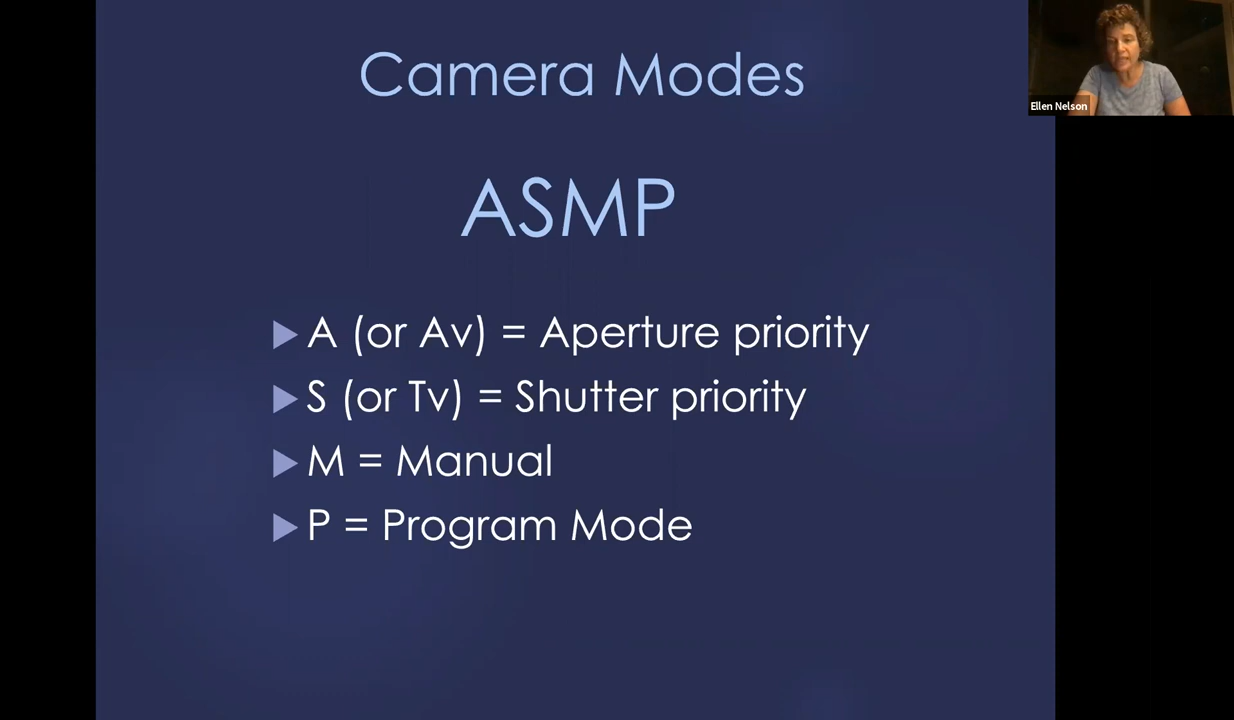 Camera Modes
ASMP
A (or Av) = Aperture priority
S (or Tv) = Shutter priority
M = Manual
P = Program Mode
Ellen Nelson